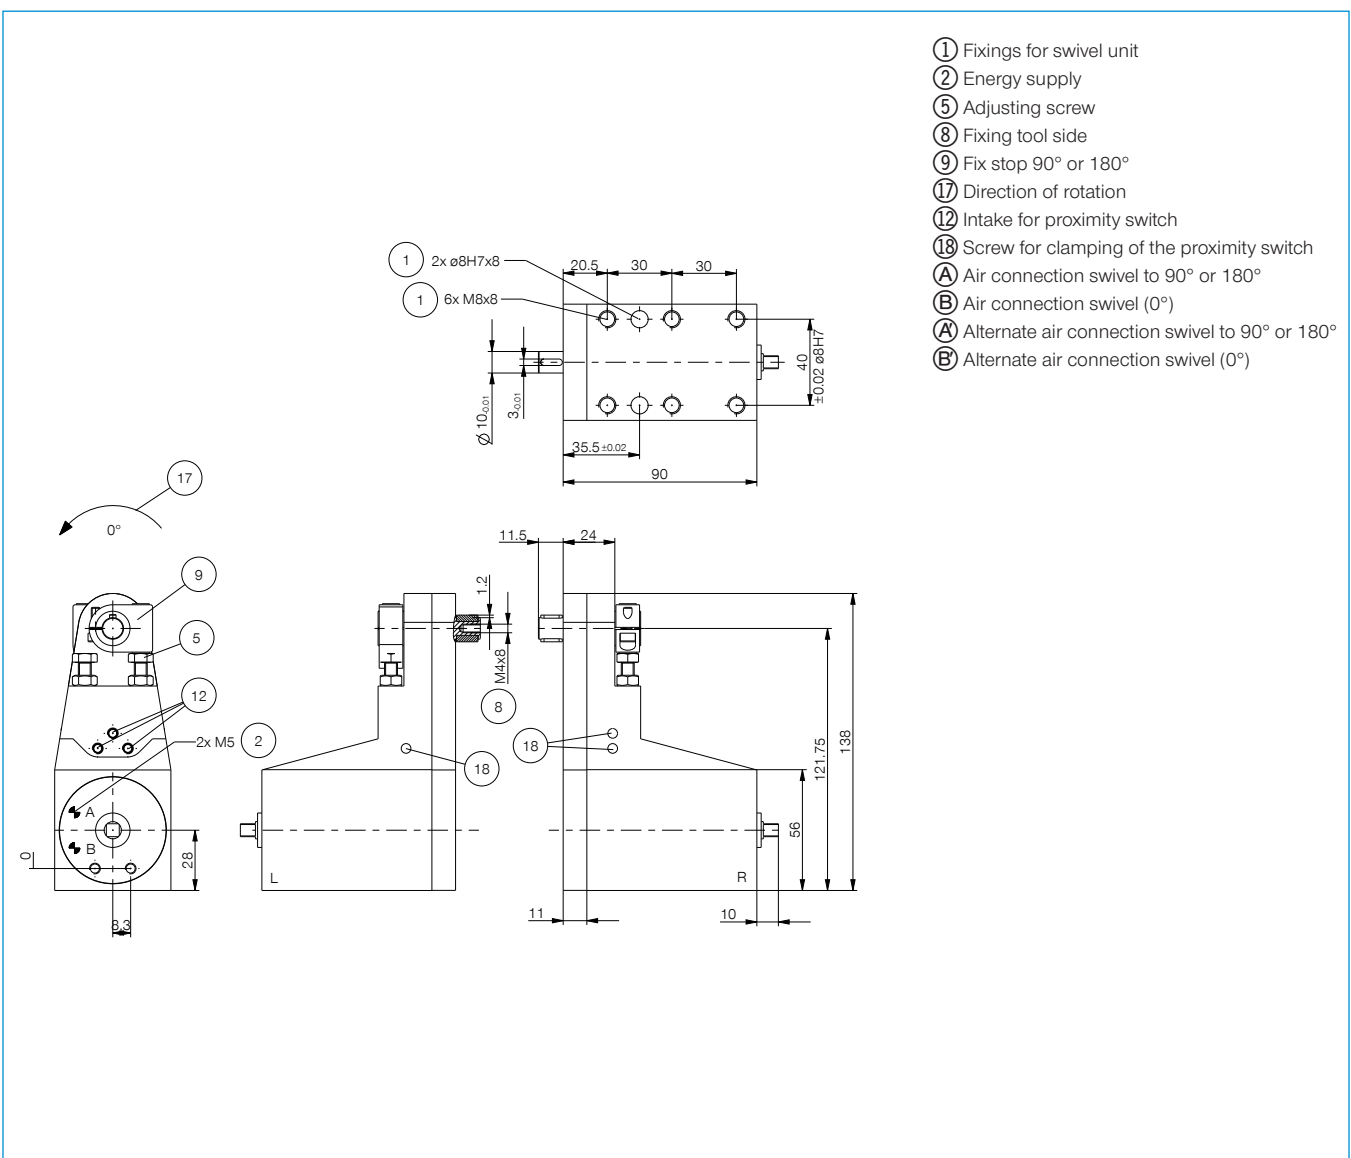 ① Fixings for swivel unit
② Energy supply
⑤ Adjusting screw
⑧ Fixing tool side
⑨ Fix stop 90° or 180°
⑰ Direction of rotation
⑫ Intake for proximity switch
⑱ Screw for clamping of the proximity switch
Ⓐ Air connection swivel to 90° or 180°
Ⓑ Air connection swivel (0°)
A' Alternate air connection swivel to 90° or 180°
B' Alternate air connection swivel (0°)
1 2x ø8H7x8
1 6x M8x8
20.5 30 30
40
±0.02 ø8H7
Ø 10-0.01
3-0.01
35.5 ±0.02
90
17
0°
9
5
12
2x M5 2
A
B
0
28
8,3
11.5 24
1.2
M4x8
8
18
18
L
R
121.75
138
56
11
10